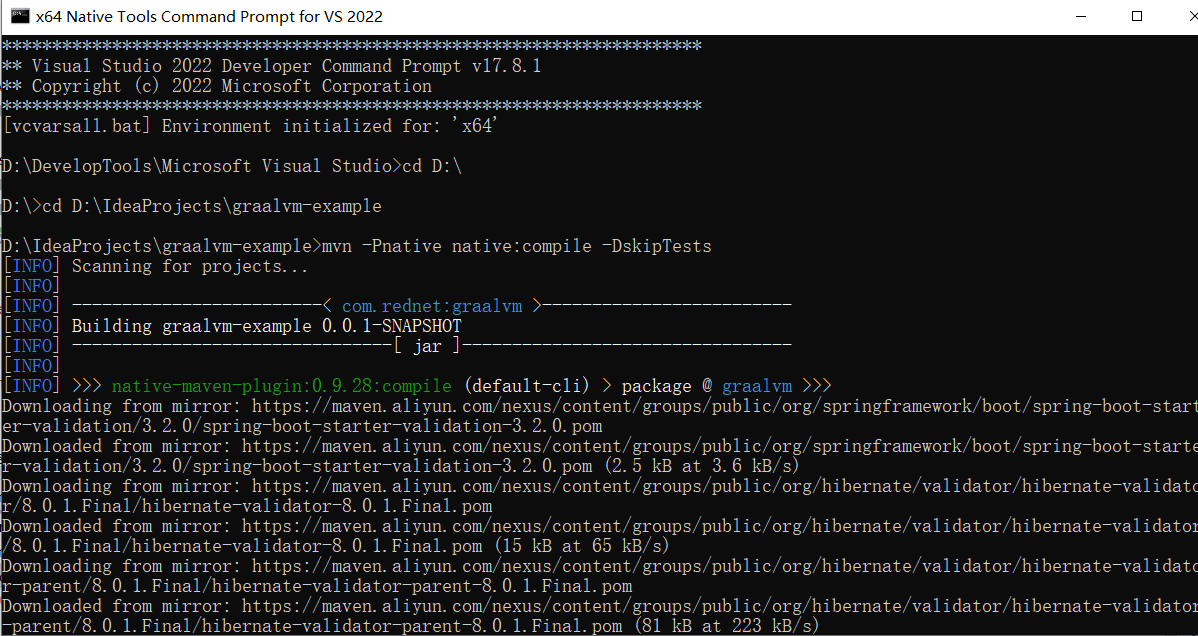 x64 Native Tools Command Prompt for VS 2022
**********************************************************************
** Visual Studio 2022 Developer Command Prompt v17.8.1
** Copyright (c) 2022 Microsoft Corporation
**********************************************************************
[vcvarsall.bat] Environment initialized for: 'x64'
D:\DevelopTools\Microsoft Visual Studio>cd D:\
D:\>cd D:\IdeaProjects\graalvm-example
D:\IdeaProjects\graalvm-example>mvn -Pnative native:compile -DskipTests
[INFO] Scanning for projects...
[INFO]
[INFO] -------------------------< com.rednet:graalvm >-------------------------
[INFO] Building graalvm-example 0.0.1-SNAPSHOT
[INFO] --------------------------------[ jar ]---------------------------------
[INFO]
[INFO] >>> native-maven-plugin:0.9.28:compile (default-cli) > package @ graalvm >>>
Downloading from mirror: https://maven.aliyun.com/nexus/content/groups/public/org/springframework/boot/spring-boot-start
er-validation/3.2.0/spring-boot-starter-validation-3.2.0.pom
Downloaded from mirror: https://maven.aliyun.com/nexus/content/groups/public/org/springframework/boot/spring-boot-starte
r-validation/3.2.0/spring-boot-starter-validation-3.2.0.pom (2.5 kB at 3.6 kB/s)
Downloading from mirror: https://maven.aliyun.com/nexus/content/groups/public/org/hibernate/validator/hibernate-validato
r/8.0.1.Final/hibernate-validator-8.0.1.Final.pom
Downloaded from mirror: https://maven.aliyun.com/nexus/content/groups/public/org/hibernate/validator/hibernate-validator
/8.0.1.Final/hibernate-validator-8.0.1.Final.pom (15 kB at 65 kB/s)
Downloading from mirror: https://maven.aliyun.com/nexus/content/groups/public/org/hibernate/validator/hibernate-validato
r-parent/8.0.1.Final/hibernate-validator-parent-8.0.1.Final.pom
Downloaded from mirror: https://maven.aliyun.com/nexus/content/groups/public/org/hibernate/validator/hibernate-validator
-parent/8.0.1.Final/hibernate-validator-parent-8.0.1.Final.pom (81 kB at 223 kB/s)